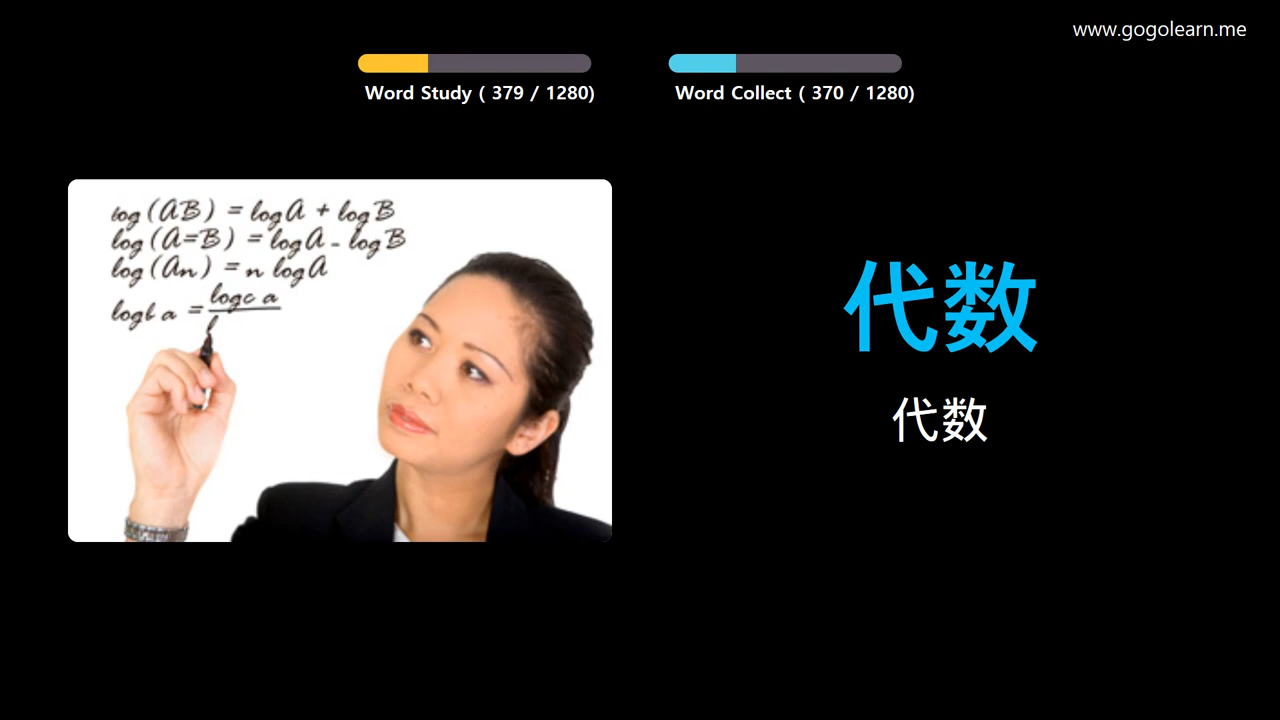 www.gogolearn.me
Word Study ( 379 / 1280)
Word Collect ( 370 / 1280)
log (AB) = log A + log B
log (A=B) = log A - log B
log (An) = n log A
logb a = logc a
代数
代数